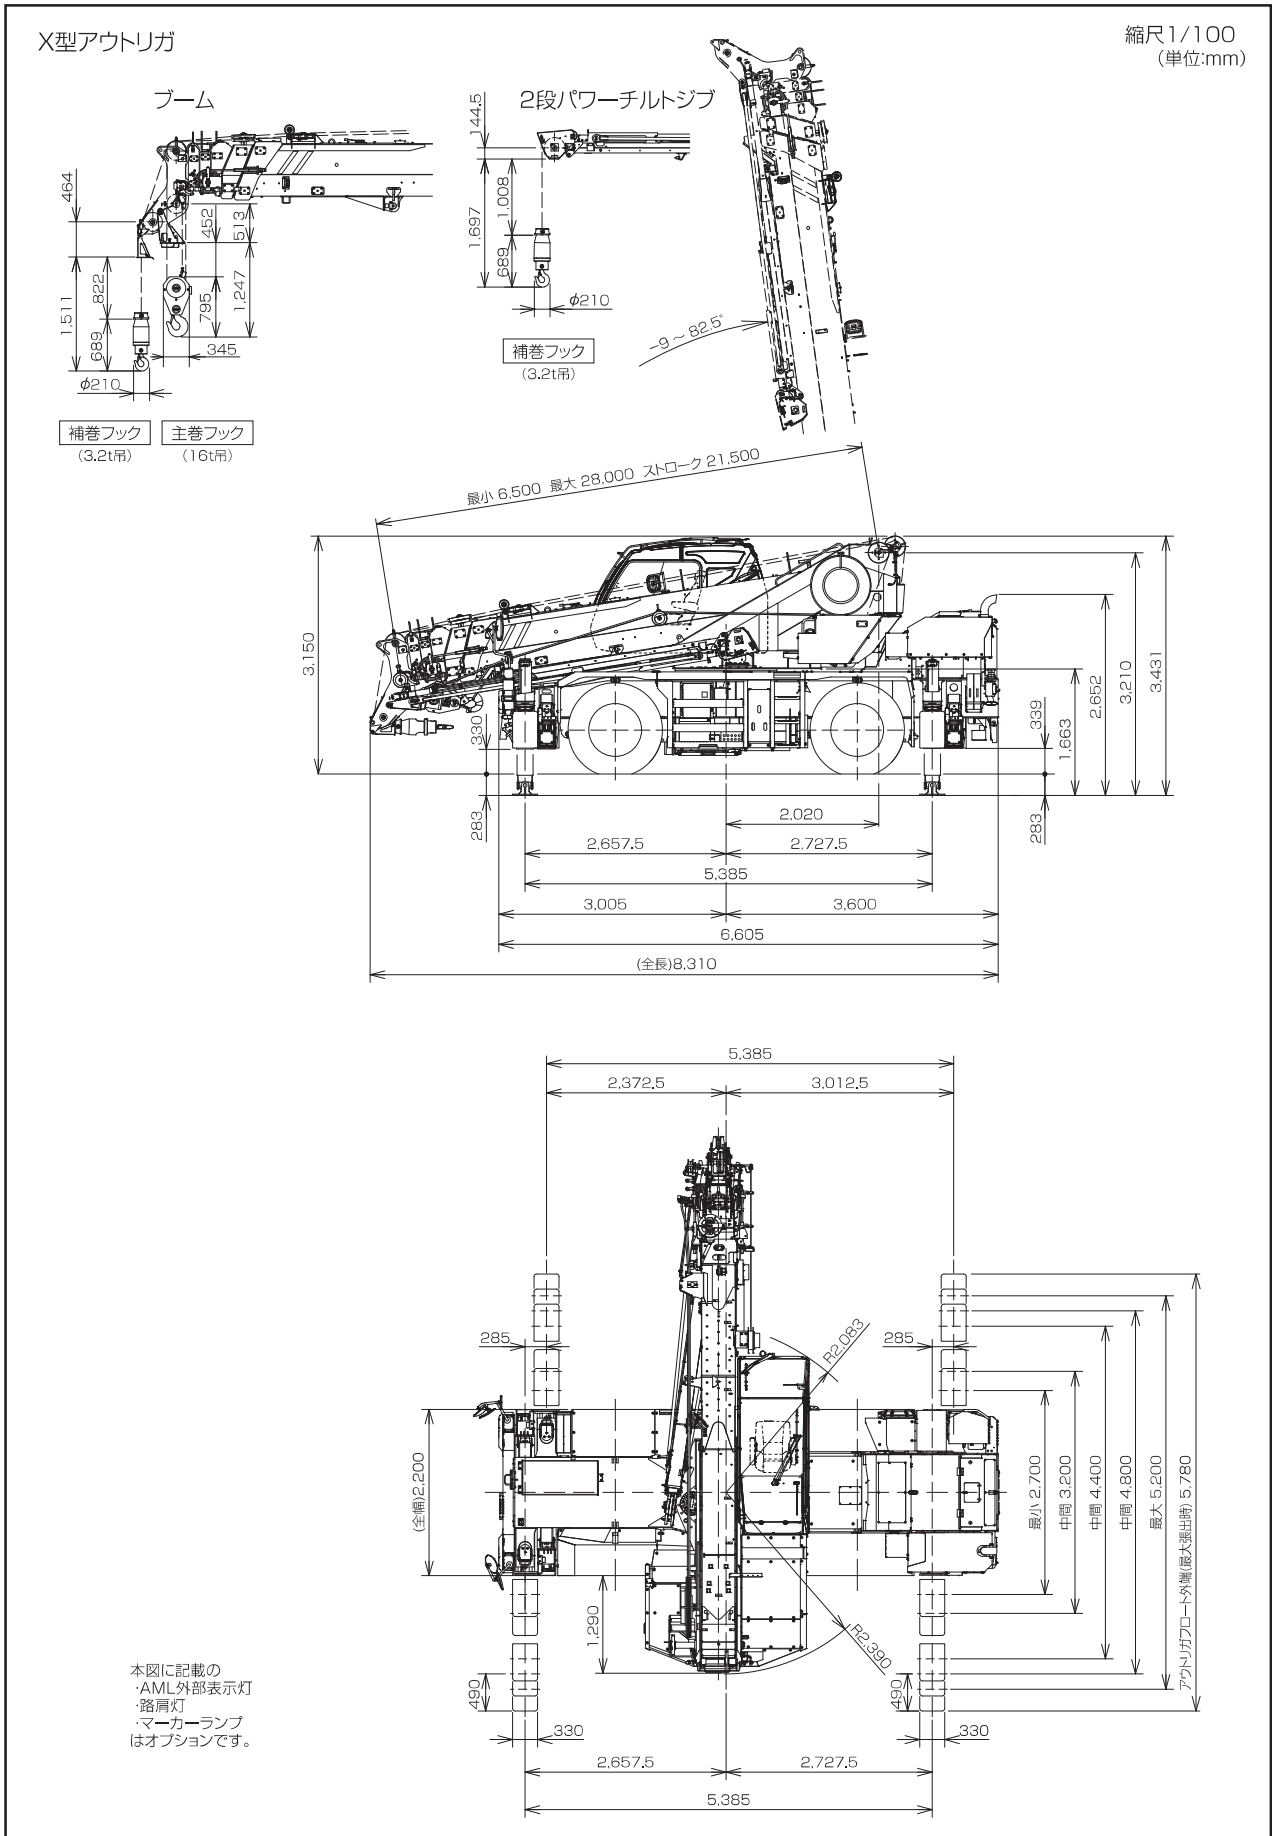 X型アウトリガ
縮尺1/100
(単位:mm)
ブーム
2段パワーチルトジブ
464
452
513
822
1,511
689
795
1,247
345
φ210
補巻フック
(3.2t吊)
主巻フック
(16t吊)
144.5
1,008
1,697
689
φ210
補巻フック
(3.2t吊)
-9～82.5°
最小 6,500 最大 28,000 ストローク 21,500
3,150
330
283
339
1,663
2,652
3,210
3,431
283
2,020
2,657.5
2,727.5
5,385
3,005
3,600
6,605
(全長)8,310
5,385
2,372.5
3,012.5
285
285
R2,083
(全幅)2,200
最小 2,700
中間 3,200
中間 4,400
中間 4,800
最大 5,200
アウトリガフロート外端(最大張出時) 5,780
1,290
R2,390
490
490
330
330
2,657.5
2,727.5
5,385
本図に記載の
・AML外部表示灯
・路肩灯
・マーカーランプ
はオプションです。